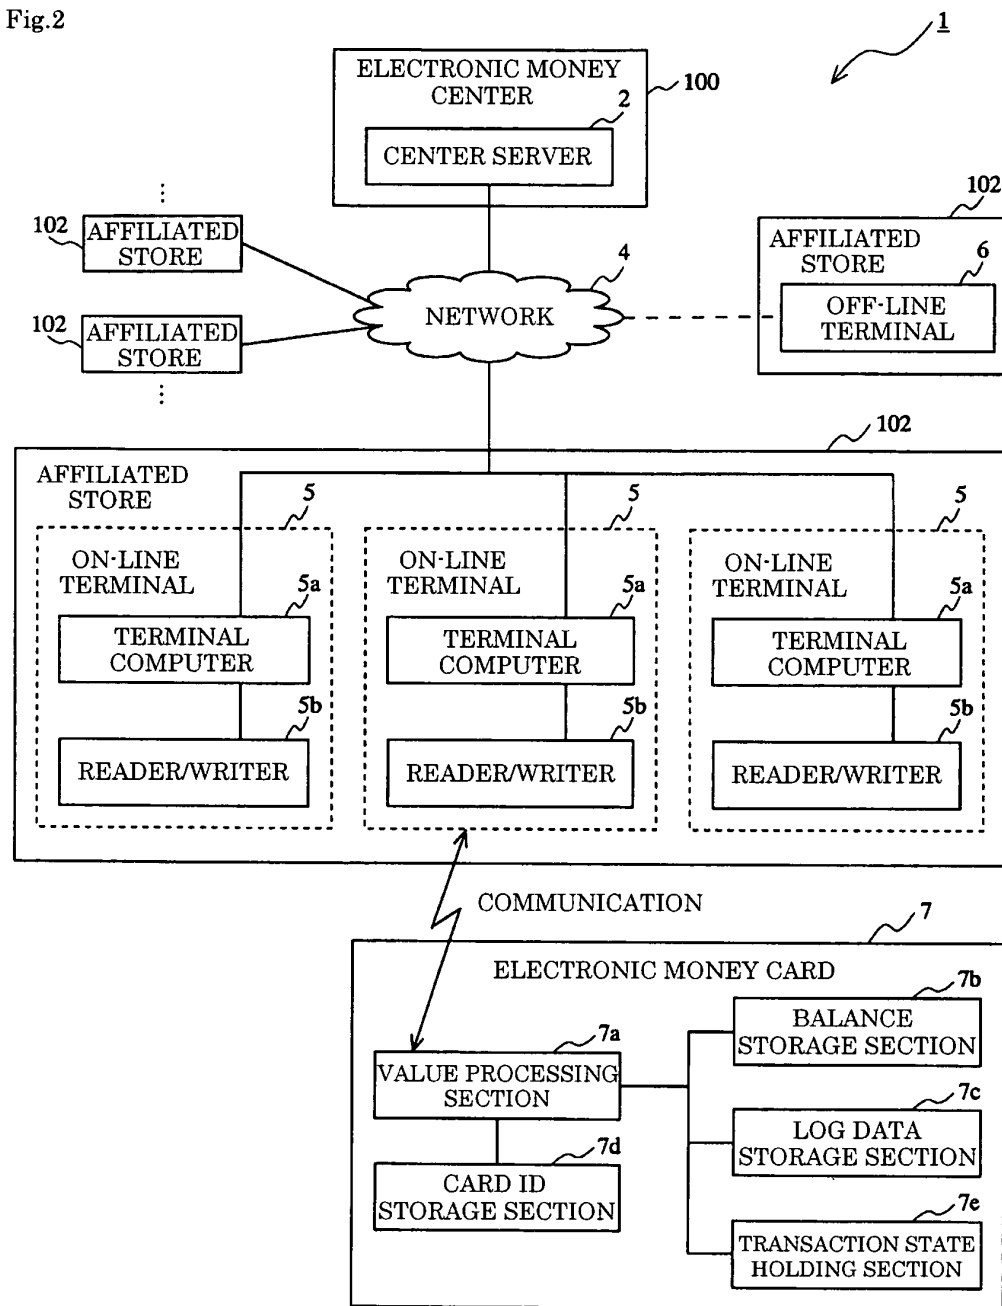 Fig.2
1
ELECTRONIC MONEY
CENTER
100
2
CENTER SERVER
⋮
102
AFFILIATED
STORE
102
AFFILIATED
STORE
⋮
4
NETWORK
102
AFFILIATED
STORE
6
OFF-LINE
TERMINAL
102
AFFILIATED
STORE
5
ON-LINE
TERMINAL
5a
TERMINAL
COMPUTER
5b
READER/WRITER
5
ON-LINE
TERMINAL
5a
TERMINAL
COMPUTER
5b
READER/WRITER
5
ON-LINE
TERMINAL
5a
TERMINAL
COMPUTER
5b
READER/WRITER
COMMUNICATION
7
ELECTRONIC MONEY CARD
7a
VALUE PROCESSING
SECTION
7d
CARD ID
STORAGE SECTION
7b
BALANCE
STORAGE SECTION
7c
LOG DATA
STORAGE SECTION
7e
TRANSACTION STATE
HOLDING SECTION